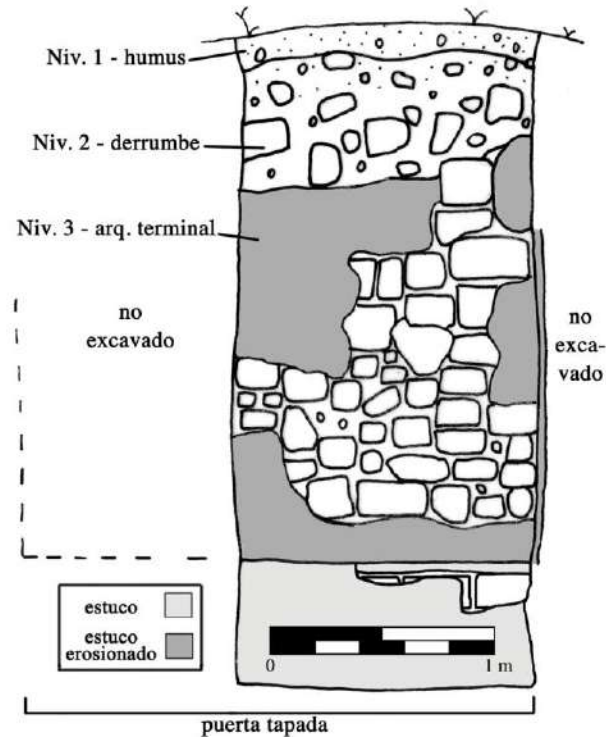 Niv. 1 - humus
Niv. 2 - derrumbe
Niv. 3 - arq. terminal
no
excavado
no
exca-
vado
estuco
estuco
erosionado
0 1 m
puerta tapada